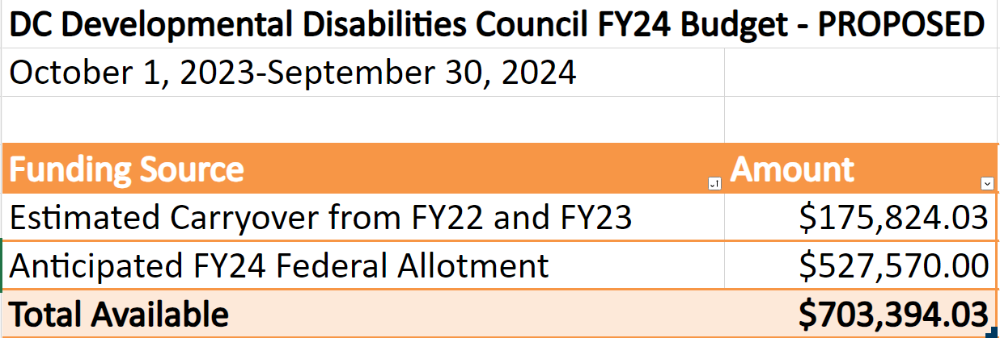 DC Developmental Disabilities Council FY24 Budget - PROPOSED
October 1, 2023-September 30, 2024
Funding Source Amount
Estimated Carryover from FY22 and FY23 $175,824.03
Anticipated FY24 Federal Allotment $527,570.00
Total Available $703,394.03